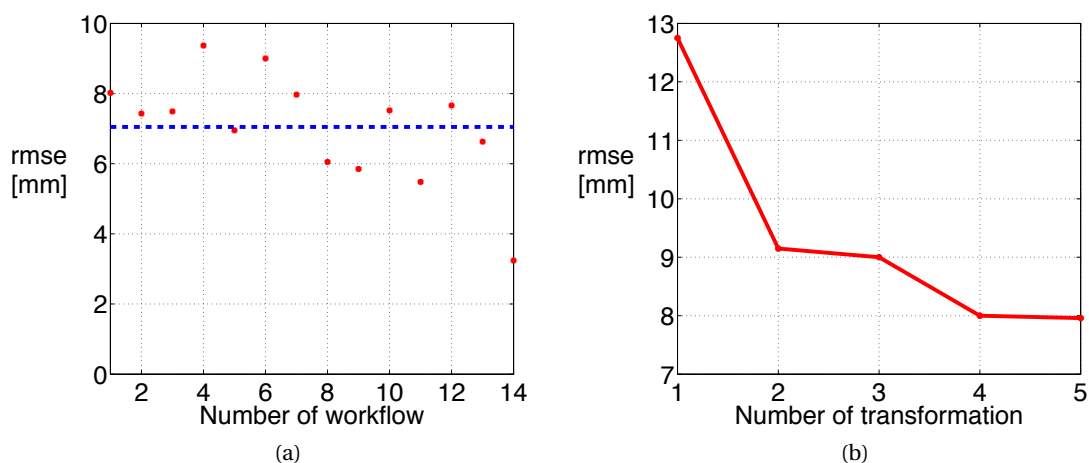 10
8
6
4
2
0
rmse
[mm]
2 4 6 8 10 12 14
Number of workflow
(a)
13
12
11
10
9
8
7
rmse
[mm]
1 2 3 4 5
Number of transformation
(b)